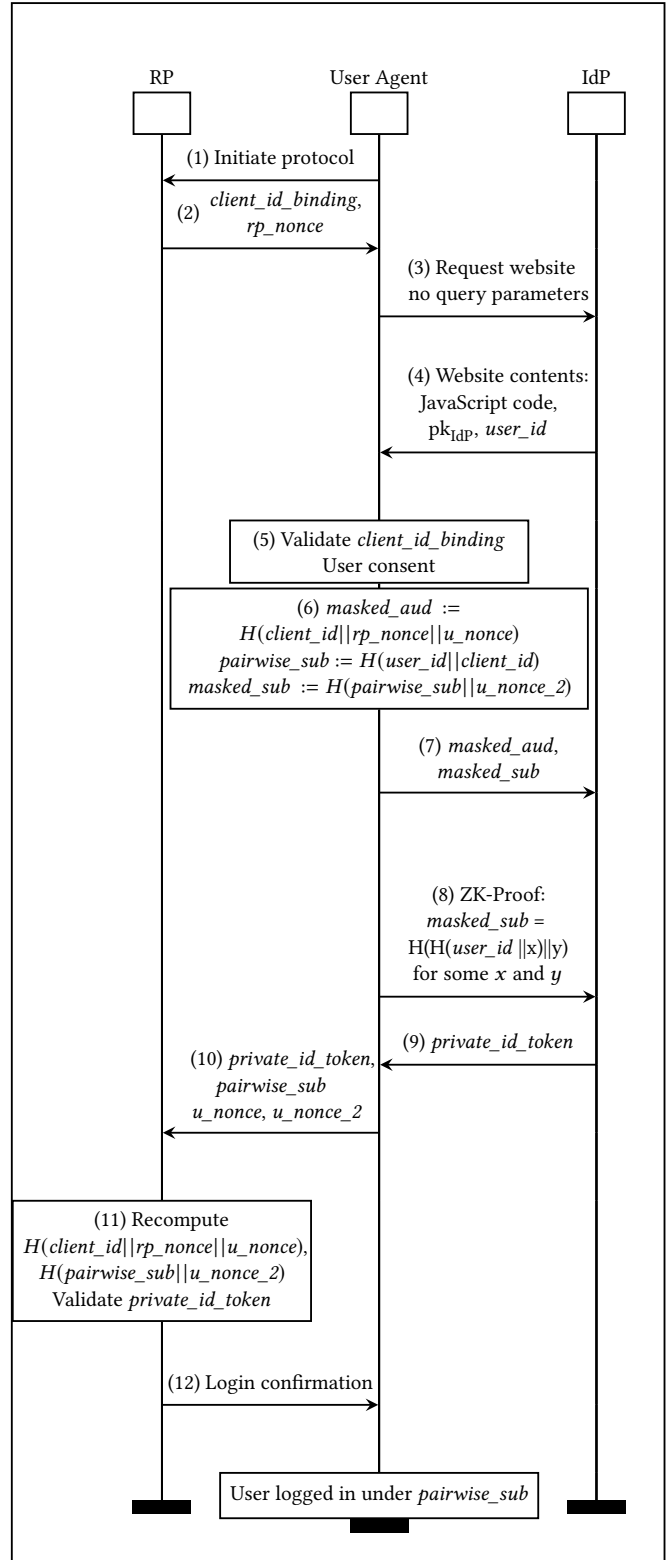 RP
User Agent
IdP
(1) Initiate protocol
(2) client_id_binding,
rp_nonce
(3) Request website
no query parameters
(4) Website contents:
JavaScript code,
pk_IdP, user_id
(5) Validate client_id_binding
User consent
(6) masked_aud :=
H(client_id||rp_nonce||u_nonce)
pairwise_sub := H(user_id||client_id)
masked_sub := H(pairwise_sub||u_nonce_2)
(7) masked_aud,
masked_sub
(8) ZK-Proof:
masked_sub =
H(H(user_id ||x)||y)
for some x and y
(9) private_id_token
(10) private_id_token,
pairwise_sub
u_nonce, u_nonce_2
(11) Recompute
H(client_id||rp_nonce||u_nonce),
H(pairwise_sub||u_nonce_2)
Validate private_id_token
(12) Login confirmation
User logged in under pairwise_sub